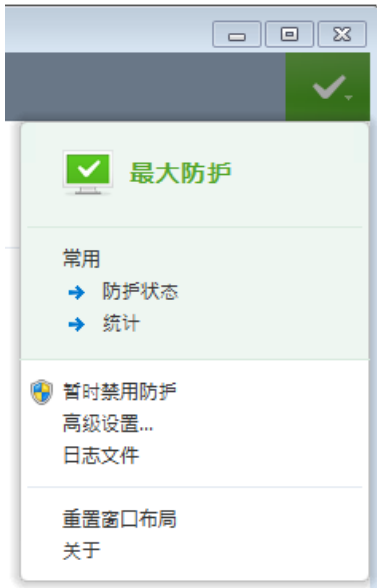 最大防护
常用
防护状态
统计
暂时禁用防护
高级设置...
日志文件
重置窗口布局
关于